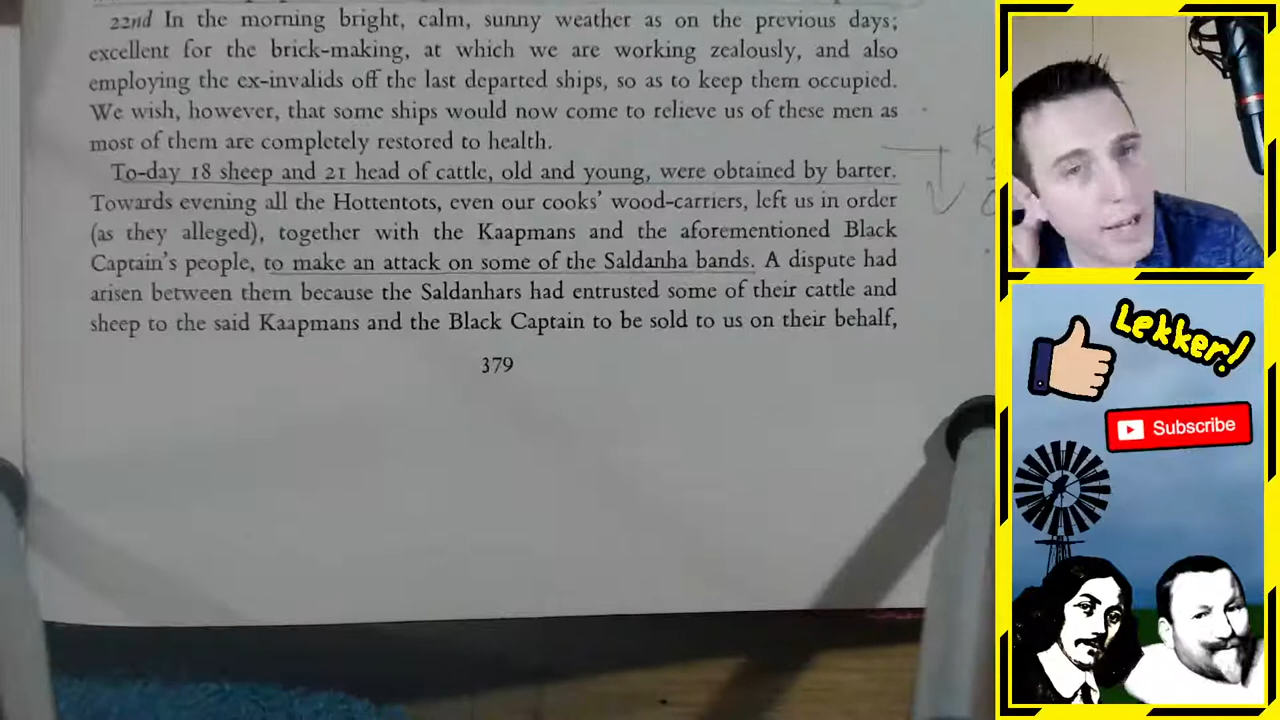 22nd In the morning bright, calm, sunny weather as on the previous days;
excellent for the brick-making, at which we are working zealously, and also
employing the ex-invalids off the last departed ships, so as to keep them occupied.
We wish, however, that some ships would now come to relieve us of these men as
most of them are completely restored to health.
To-day 18 sheep and 21 head of cattle, old and young, were obtained by barter.
Towards evening all the Hottentots, even our cooks' wood-carriers, left us in order
(as they alleged), together with the Kaapmans and the aforementioned Black
Captain's people, to make an attack on some of the Saldanha bands. A dispute had
arisen between them because the Saldanhars had entrusted some of their cattle and
sheep to the said Kaapmans and the Black Captain to be sold to us on their behalf,
379
Lekker!
Subscribe